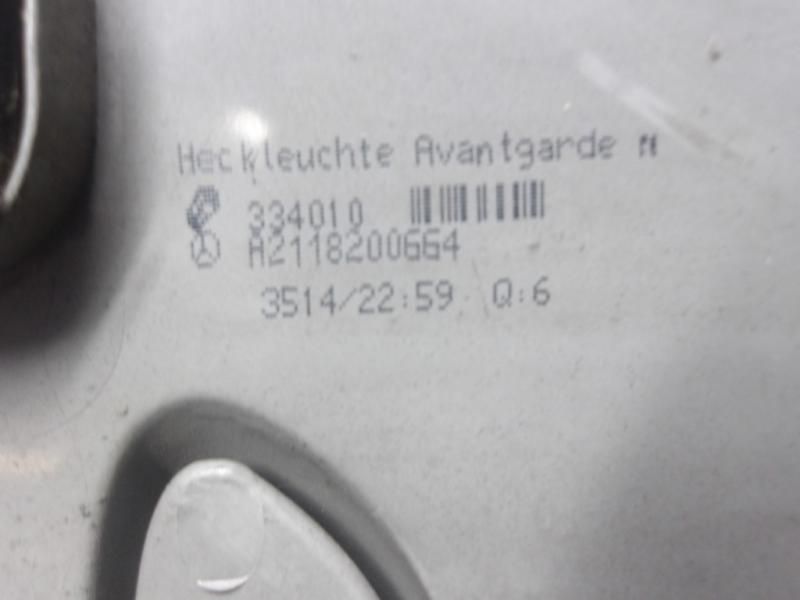 Heckleuchte Avantgarde
334010
A2118200664
3514/22:59 Q:6